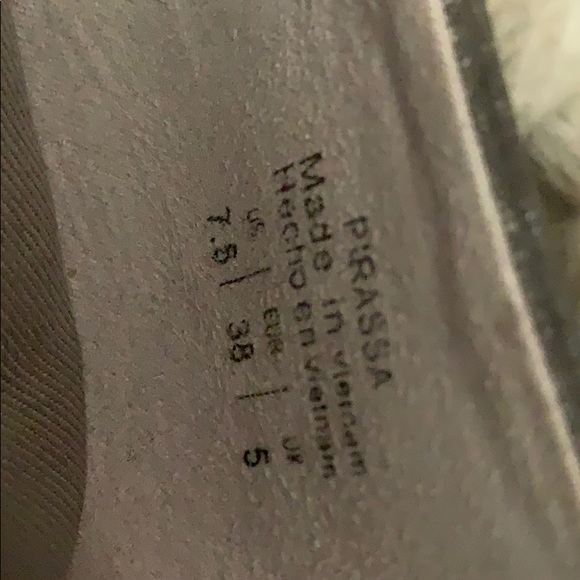 PIRASSA
Made in Vietnam
Hecho en Vietnam
US EUR UK
7.5 | 38 | 5